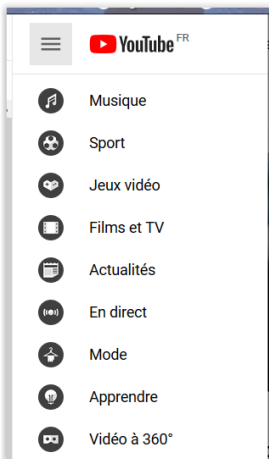 YouTube FR
Musique
Sport
Jeux vidéo
Films et TV
Actualités
En direct
Mode
Apprendre
Vidéo à 360°